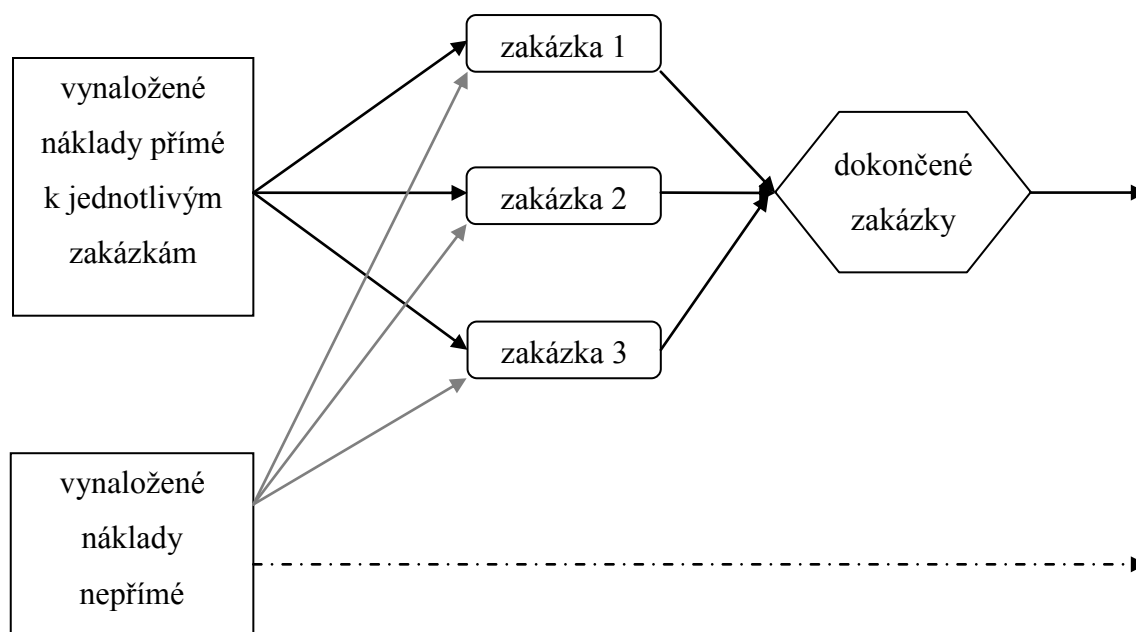 vynaložené
náklady přímé
k jednotlivým
zakázkám
zakázka 1
zakázka 2
zakázka 3
dokončené
zakázky
vynaložené
náklady
nepřímé